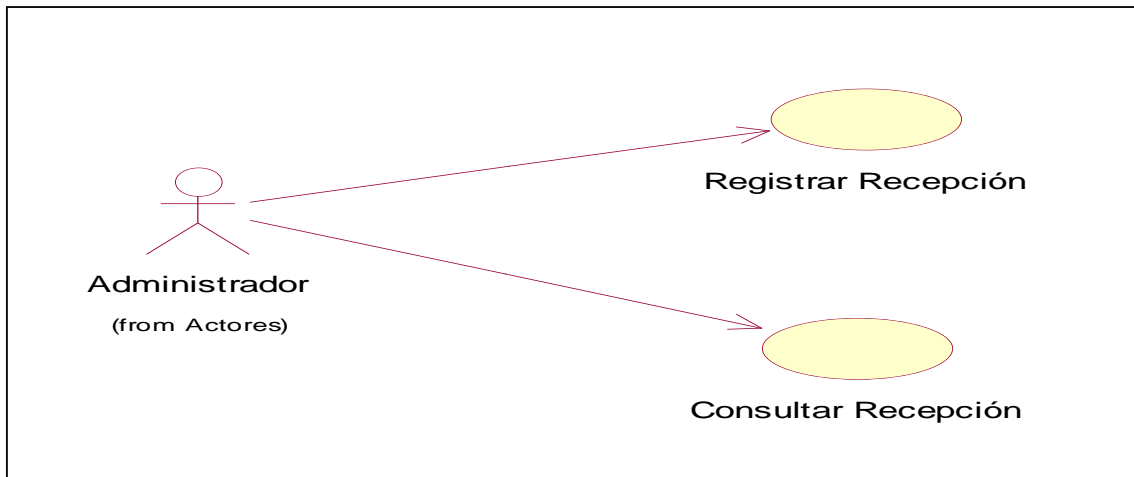 Registrar Recepción
Administrador
(from Actores)
Consultar Recepción